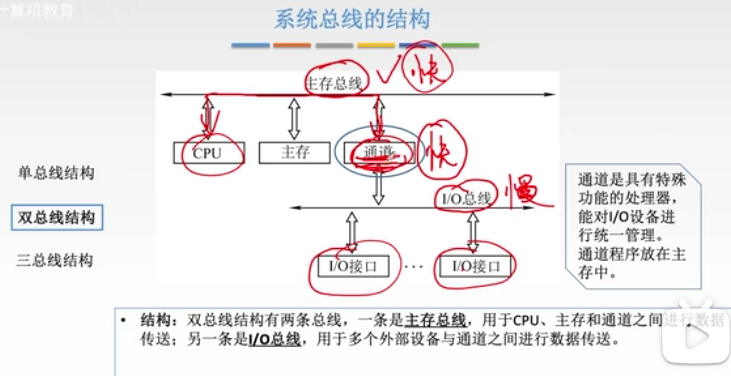 计算机教育
系统总线的结构
主存总线
快
CPU
主存
通道
快
I/O总线
慢
I/O接口
···
I/O接口
单总线结构
双总线结构
三总线结构
通道是具有特殊
功能的处理器，
能对I/O设备进
行统一管理。
通道程序放在主
存中。
• 结构：双总线结构有两条总线，一条是主存总线，用于CPU、主存和通道之间进行数据
传送；另一条是I/O总线，用于多个外部设备与通道之间进行数据传送。